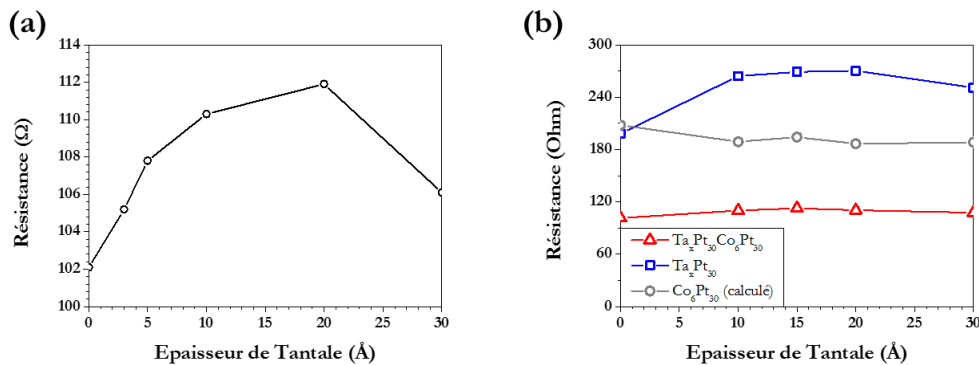 (a)
114
112
110
108
106
104
102
100
Résistance (Ω)
0 5 10 15 20 25 30
Epaisseur de Tantale (Å)
(b)
300
240
180
120
60
0
Résistance (Ohm)
TaₓPt₃₀Co₆Pt₃₀
TaₓPt₃₀
Co₆Pt₃₀ (calculé)
0 5 10 15 20 25 30
Epaisseur de Tantale (Å)